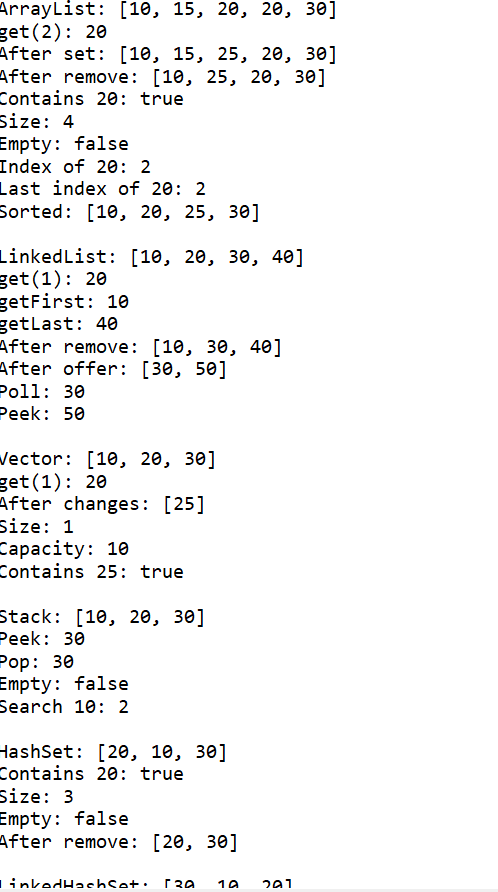 ArrayList: [10, 15, 20, 20, 30]
get(2): 20
After set: [10, 15, 25, 20, 30]
After remove: [10, 25, 20, 30]
Contains 20: true
Size: 4
Empty: false
Index of 20: 2
Last index of 20: 2
Sorted: [10, 20, 25, 30]

LinkedList: [10, 20, 30, 40]
get(1): 20
getFirst: 10
getLast: 40
After remove: [10, 30, 40]
After offer: [30, 50]
Poll: 30
Peek: 50

Vector: [10, 20, 30]
get(1): 20
After changes: [25]
Size: 1
Capacity: 10
Contains 25: true

Stack: [10, 20, 30]
Peek: 30
Pop: 30
Empty: false
Search 10: 2

HashSet: [20, 10, 30]
Contains 20: true
Size: 3
Empty: false
After remove: [20, 30]

LinkedHashSet: [30, 10, 20]